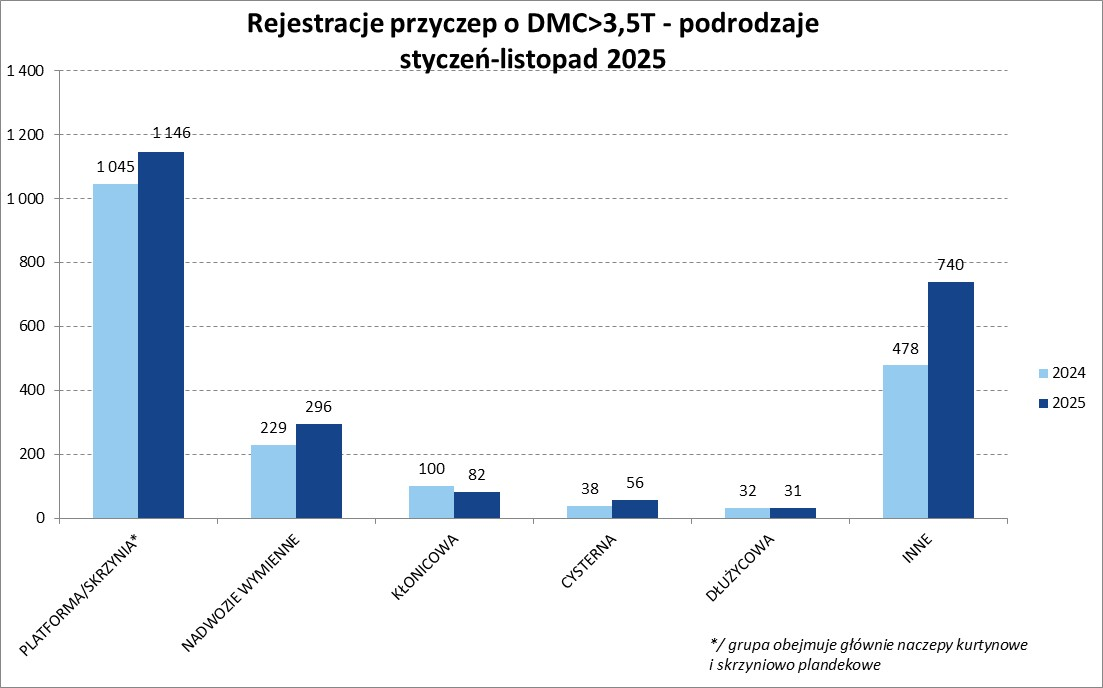 Rejestracje przyczep o DMC>3,5T - podrodzaje
styczeń-listopad 2025
1 400
1 200
1 000
800
600
400
200
0
1 045
1 146
229
296
100
82
38
56
32
31
478
740
PLATFORMA/SKRZYNIA*
NADWOZIE WYMIENNE
KŁONICOWA
CYSTERNA
DŁUŻYCOWA
INNE
2024
2025
*/ grupa obejmuje głównie naczepy kurtynowe
i skrzyniowo plandekowe